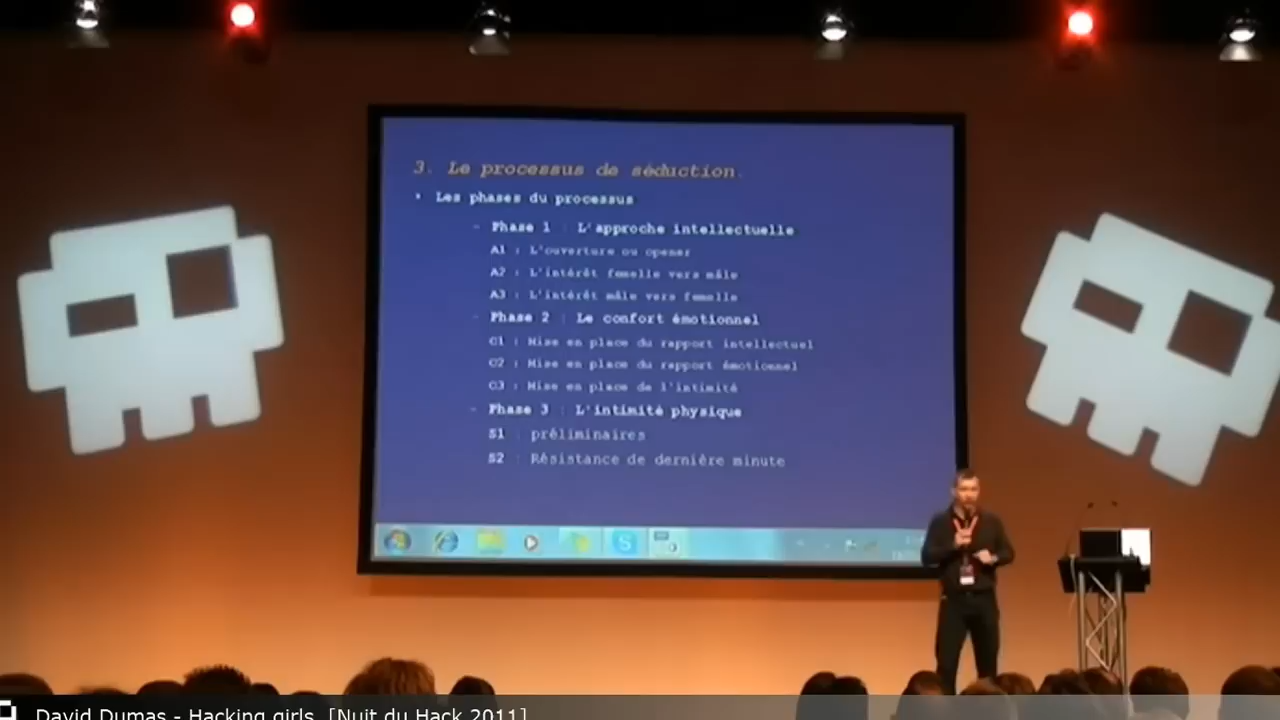 3. Le processus de séduction.
• Les phases du processus
- Phase 1 : L'approche intellectuelle
A1 : L'ouverture ou opener
A2 : L'intérêt femelle vers mâle
A3 : L'intérêt mâle vers femelle
- Phase 2 : Le confort émotionnel
C1 : Mise en place du rapport intellectuel
C2 : Mise en place du rapport émotionnel
C3 : Mise en place de l'intimité
- Phase 3 : L'intimité physique
S1 : préliminaires
S2 : Résistance de dernière minute
David Dumas - Hacking girls [Nuit du Hack 2011]